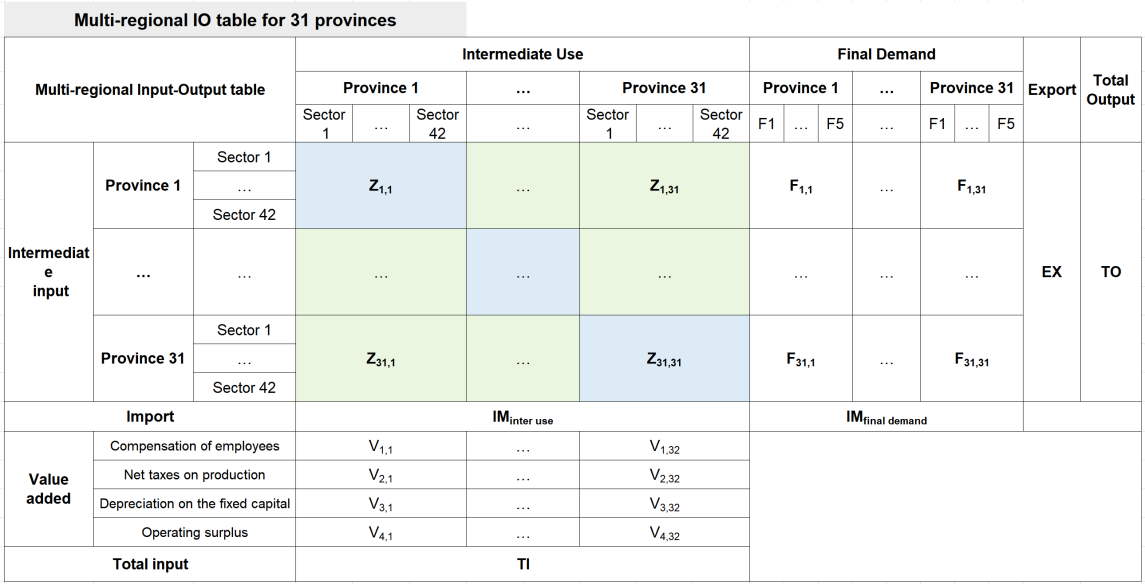 Multi-regional IO table for 31 provinces
Multi-regional Input-Output table
Intermediate Use
Final Demand
Export
Total
Output
Province 1
...
Province 31
Province 1
...
Province 31
Sector
1
...
Sector
42
...
Sector
1
...
Sector
42
F1
...
F5
...
F1
...
F5
Intermediat
e
input
Province 1
Sector 1
...
Sector 42
Z1,1
...
Z1,31
F1,1
...
F1,31
EX
TO
...
...
...
...
...
...
...
...
Province 31
Sector 1
...
Sector 42
Z31,1
...
Z31,31
F31,1
...
F31,31
Import
IMinter use
IMfinal demand
Value
added
Compensation of employees
V1,1
...
V1,32
Net taxes on production
V2,1
...
V2,32
Depreciation on the fixed capital
V3,1
...
V3,32
Operating surplus
V4,1
...
V4,32
Total input
TI